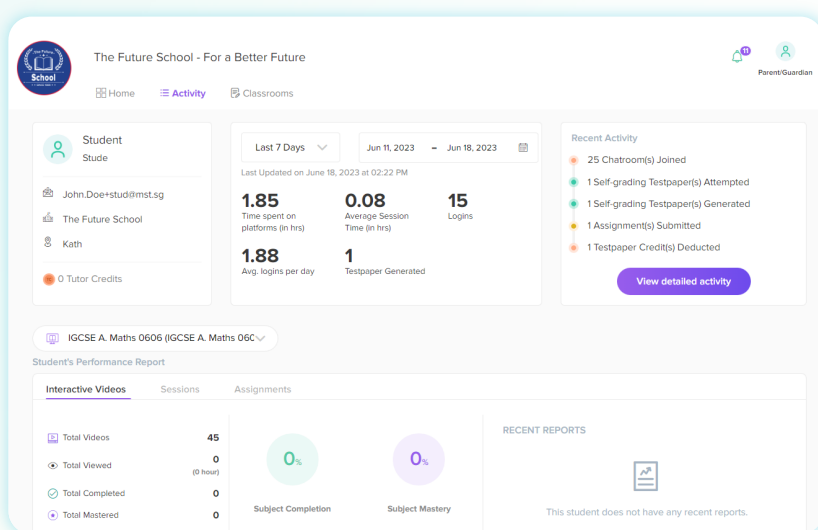 The Future
School
The Future School - For a Better Future
11
Parent/Guardian
Home
Activity
Classrooms
Student
Stude
John.Doe+stud@mst.sg
The Future School
Kath
0 Tutor Credits
Last 7 Days
Jun 11, 2023 – Jun 18, 2023
Last Updated on June 18, 2023 at 02:22 PM
1.85
Time spent on
platforms (in hrs)
0.08
Average Session
Time (in hrs)
15
Logins
1.88
Avg. logins per day
1
Testpaper Generated
Recent Activity
25 Chatroom(s) Joined
1 Self-grading Testpaper(s) Attempted
1 Self-grading Testpaper(s) Generated
1 Assignment(s) Submitted
1 Testpaper Credit(s) Deducted
View detailed activity
IGCSE A. Maths 0606 (IGCSE A. Maths 060
Student's Performance Report
Interactive Videos
Sessions
Assignments
Total Videos 45
Total Viewed 0
(0 hour)
Total Completed 0
Total Mastered 0
0%
Subject Completion
0%
Subject Mastery
RECENT REPORTS
This student does not have any recent reports.